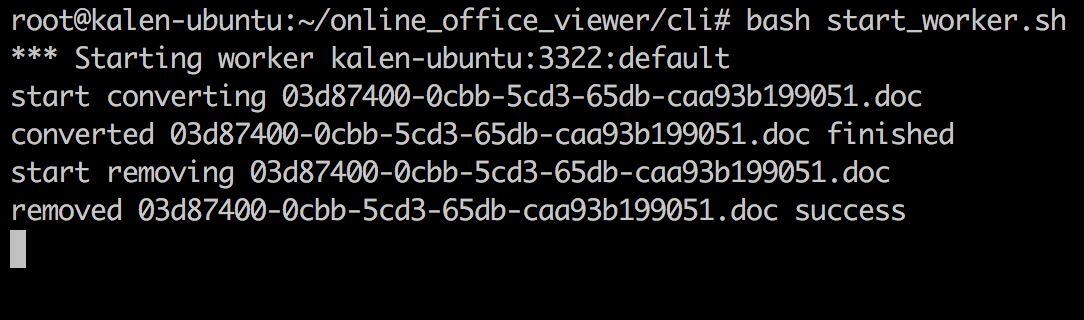 root@kalen-ubuntu:~/online_office_viewer/cli# bash start_worker.sh
*** Starting worker kalen-ubuntu:3322:default
start converting 03d87400-0cbb-5cd3-65db-caa93b199051.doc
converted 03d87400-0cbb-5cd3-65db-caa93b199051.doc finished
start removing 03d87400-0cbb-5cd3-65db-caa93b199051.doc
removed 03d87400-0cbb-5cd3-65db-caa93b199051.doc success